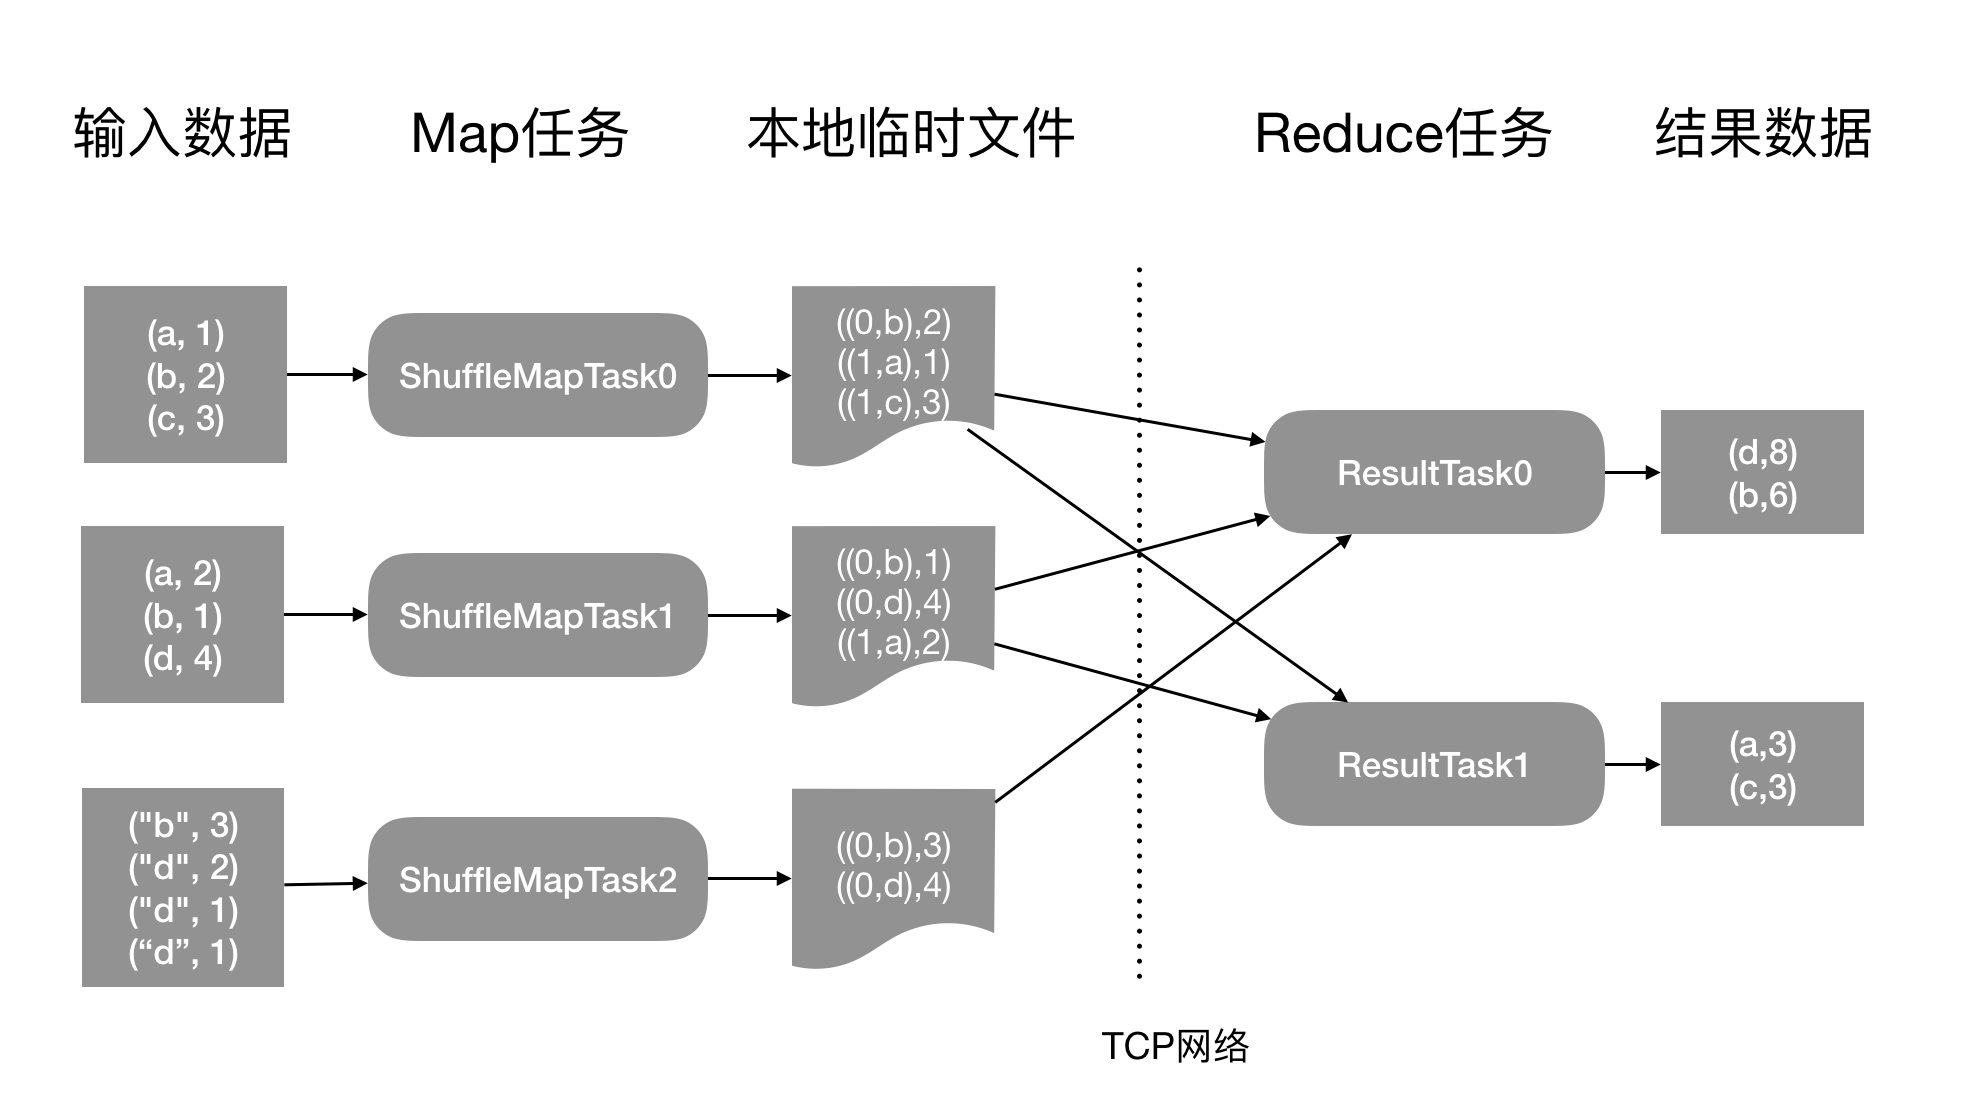 输入数据
Map任务
本地临时文件
Reduce任务
结果数据
(a, 1)
(b, 2)
(c, 3)
ShuffleMapTask0
((0,b),2)
((1,a),1)
((1,c),3)
(a, 2)
(b, 1)
(d, 4)
ShuffleMapTask1
((0,b),1)
((0,d),4)
((1,a),2)
("b", 3)
("d", 2)
("d", 1)
(“d”, 1)
ShuffleMapTask2
((0,b),3)
((0,d),4)
ResultTask0
(d,8)
(b,6)
ResultTask1
(a,3)
(c,3)
TCP网络